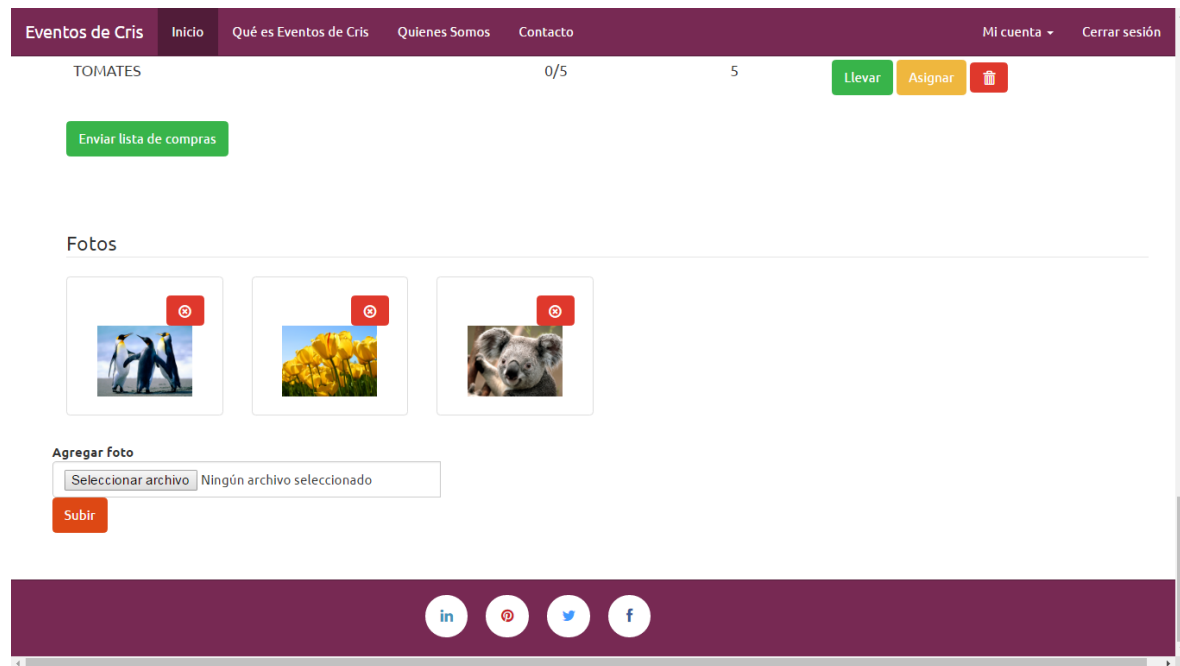 Eventos de Cris Inicio Qué es Eventos de Cris Quienes Somos Contacto Mi cuenta Cerrar sesión
TOMATES 0/5 5 Llevar Asignar
Enviar lista de compras
Fotos
Agregar foto
Seleccionar archivo Ningún archivo seleccionado
Subir
in f